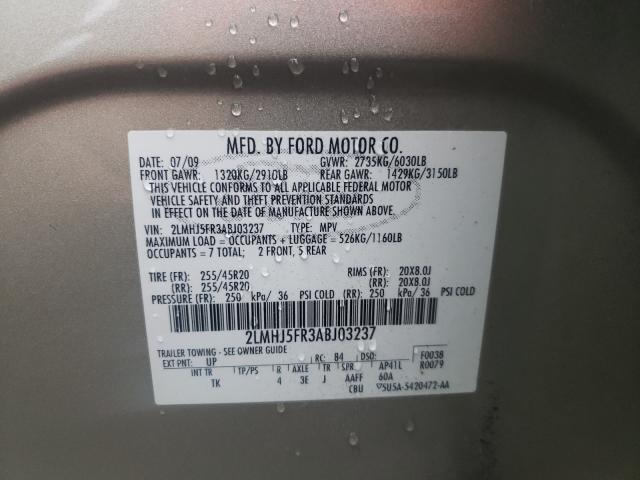 MFD. BY FORD MOTOR CO.
DATE: 07/09 GVWR: 2735KG/6030LB
FRONT GAWR: 1320KG/2910LB REAR GAWR: 1429KG/3150LB
THIS VEHICLE CONFORMS TO ALL APPLICABLE FEDERAL MOTOR
VEHICLE SAFETY AND THEFT PREVENTION STANDARDS
IN EFFECT ON THE DATE OF MANUFACTURE SHOWN ABOVE.
VIN: 2LMHJ5FR3ABJ03237 TYPE: MPV
MAXIMUM LOAD = OCCUPANTS + LUGGAGE = 526KG/1160LB
OCCUPANTS = 7 TOTAL; 2 FRONT, 5 REAR
TIRE (FR): 255/45R20 RIMS (FR): 20X8.0J
(RR): 255/45R20 (RR): 20X8.0J
PRESSURE (FR): 250 kPa/ 36 PSI COLD (RR): 250 kPa/ 36 PSI COLD
2LMHJ5FR3ABJ03237
TRAILER TOWING - SEE OWNER GUIDE
EXT PNT: UP RC: 84 DSO: F0038
INT TR TP/PS R AXLE TR SPR AP41L R0079
TK 4 3E J AAFF 60A
CBU 5U5A-5420472-AA